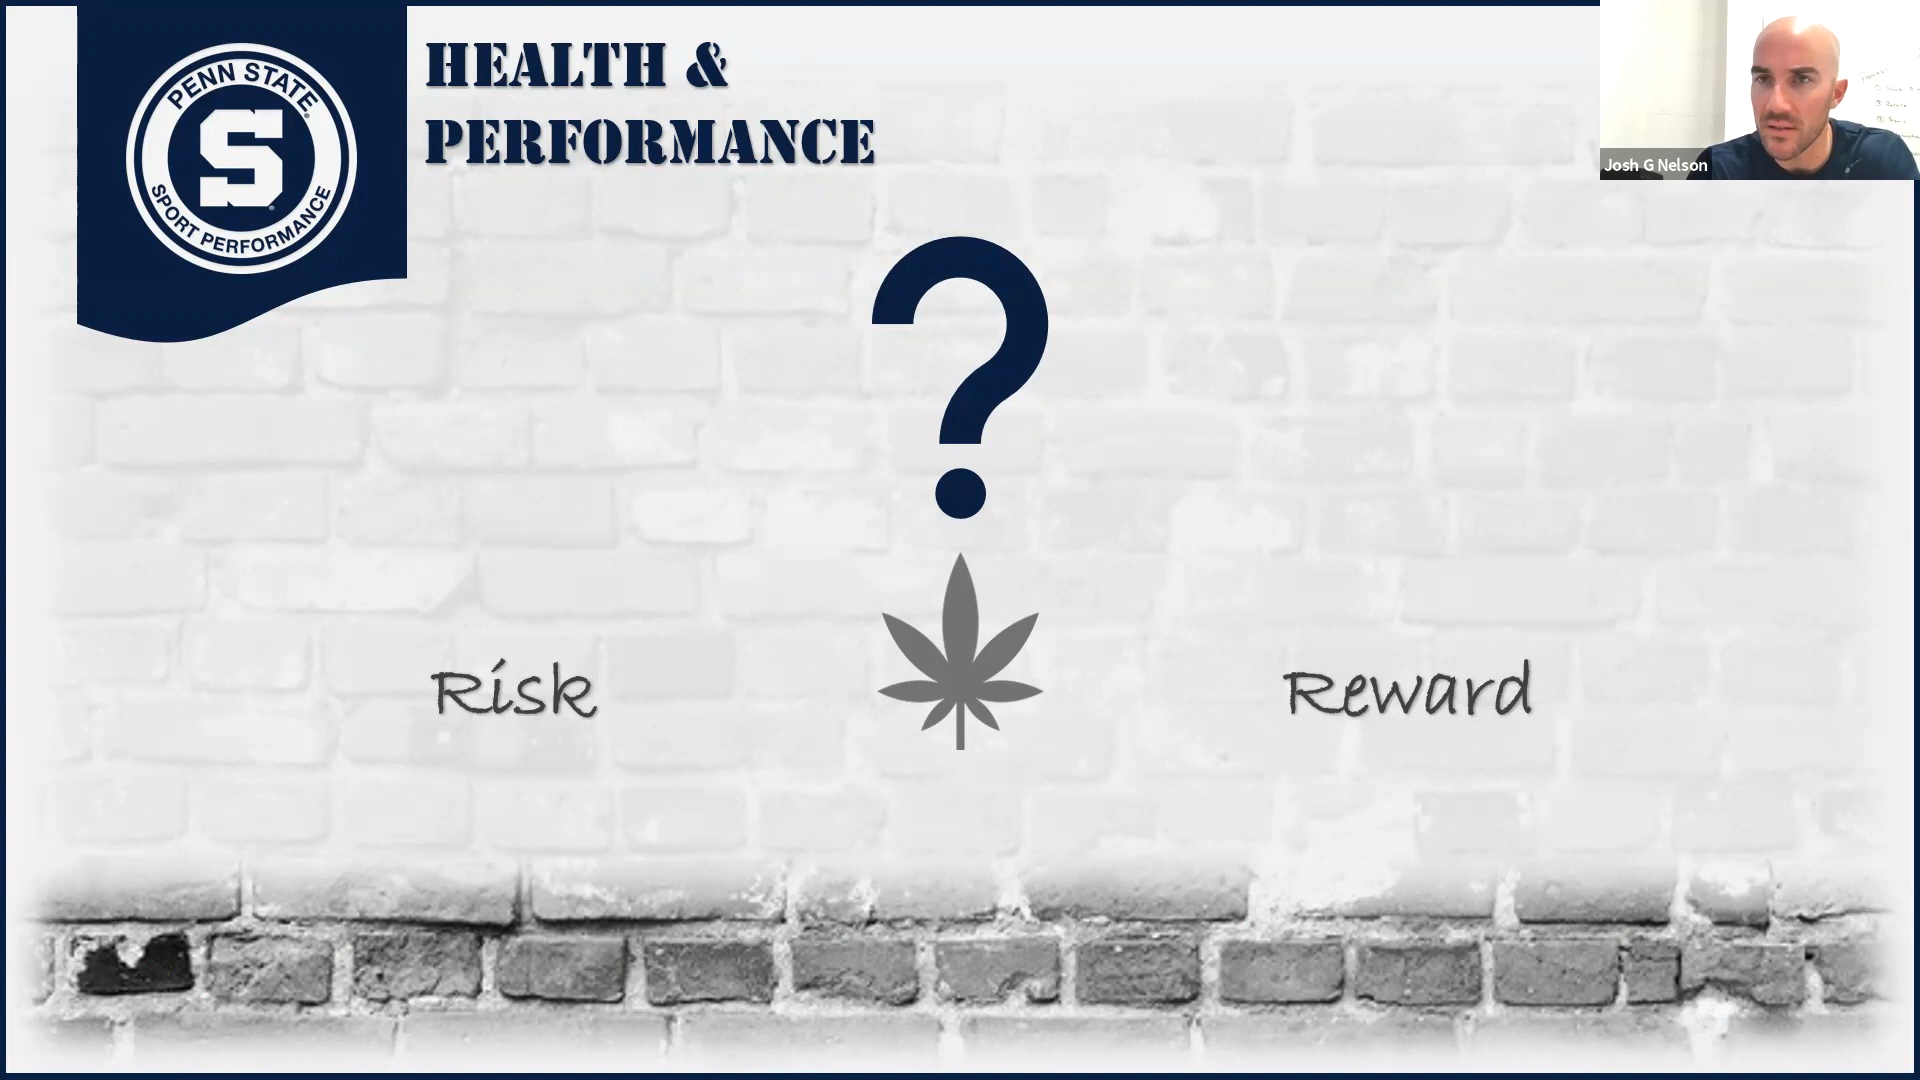 HEALTH &
PERFORMANCE
PENN STATE
S
SPORT PERFORMANCE
Josh G Nelson
?
Risk
Reward